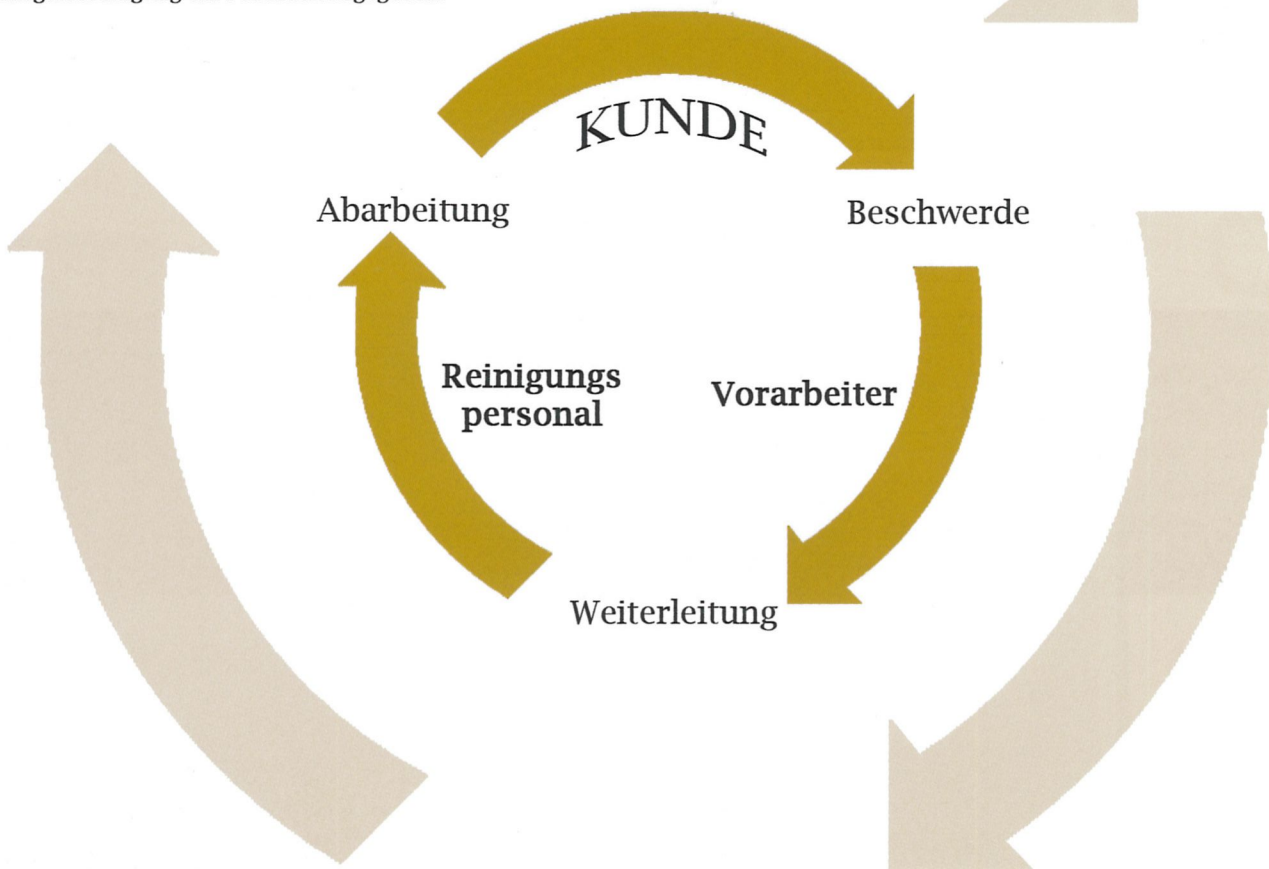 KUNDE
Abarbeitung
Beschwerde
Reinigungs
personal
Vorarbeiter
Weiterleitung